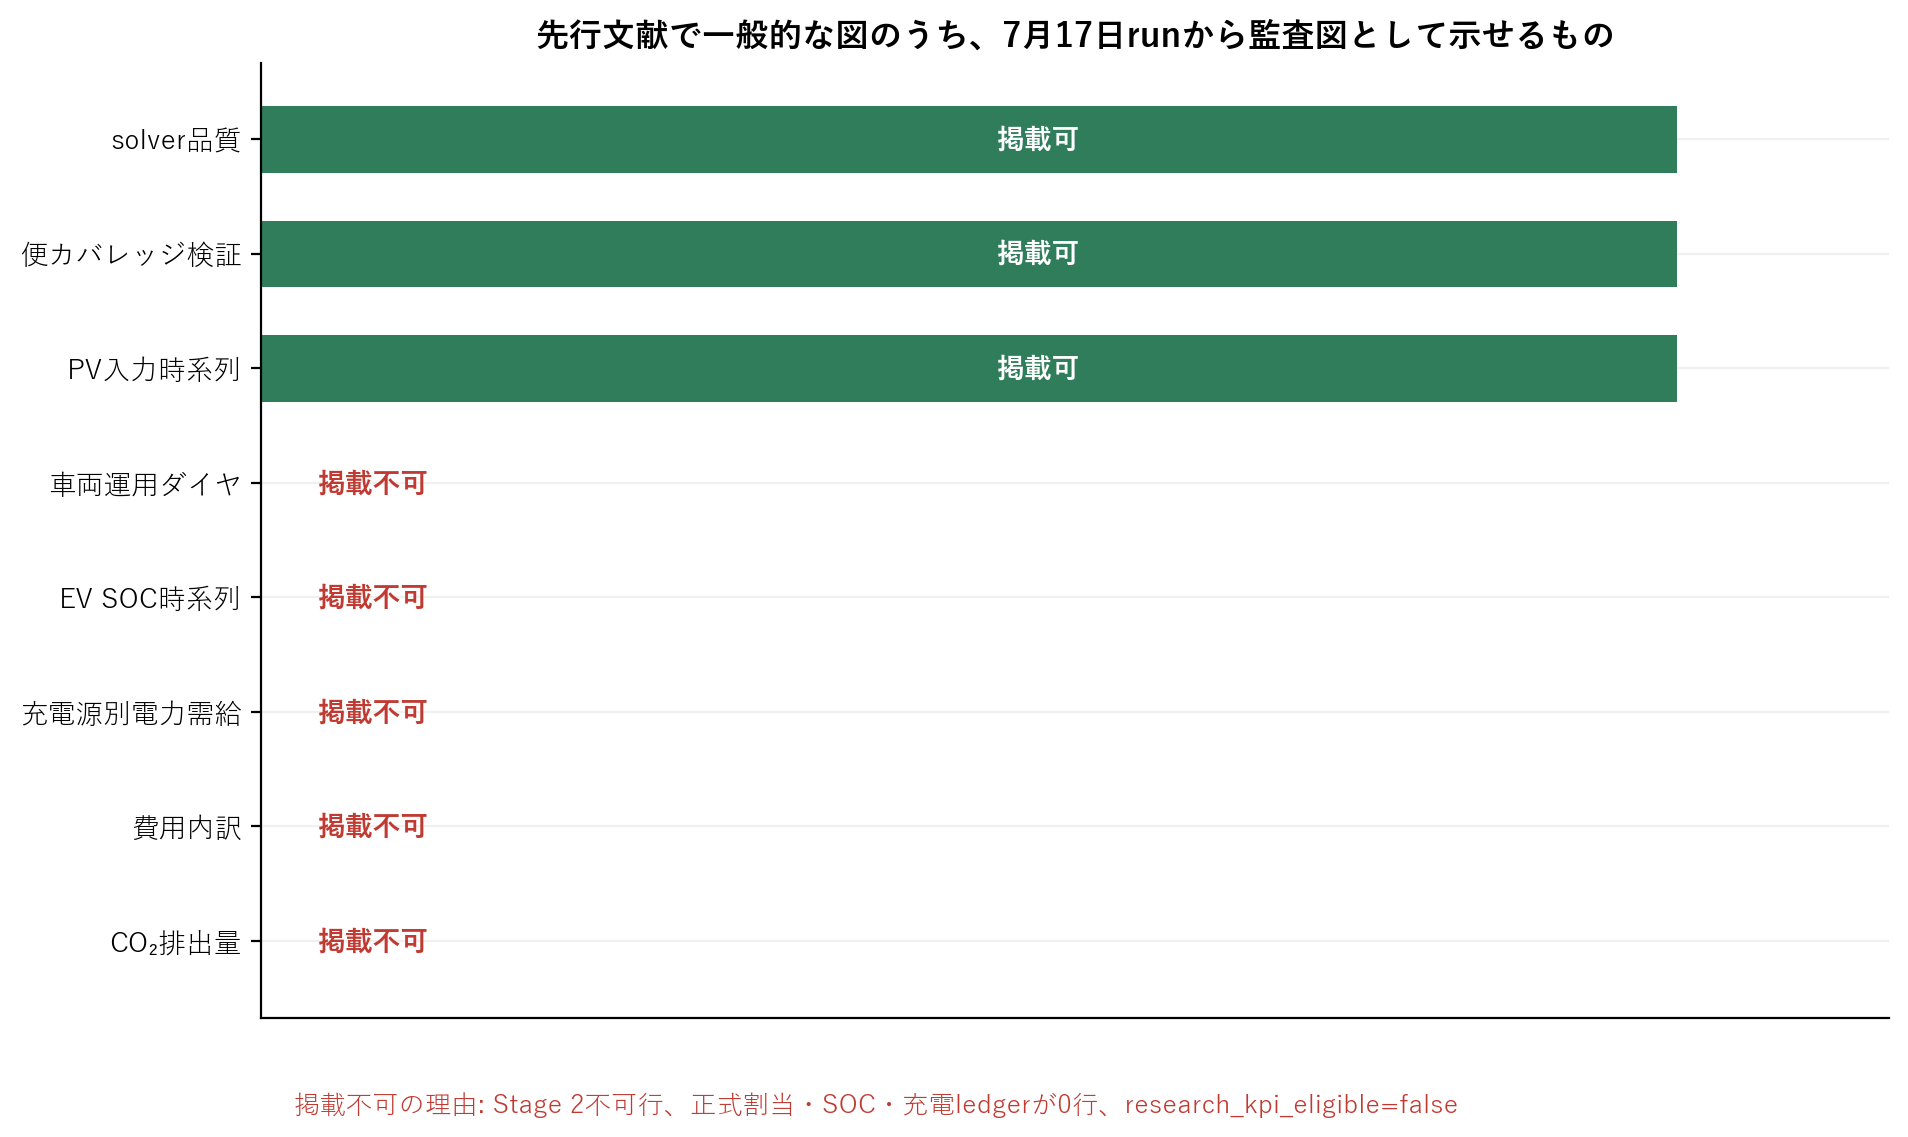 先行文献で一般的な図のうち、7月17日runから監査図として示せるもの
solver品質
掲載可
便カバレッジ検証
掲載可
PV入力時系列
掲載可
車両運用ダイヤ
掲載不可
EV SOC時系列
掲載不可
充電源別電力需給
掲載不可
費用内訳
掲載不可
CO₂排出量
掲載不可
掲載不可の理由: Stage 2不可行、正式割当・SOC・充電ledgerが0行、research_kpi_eligible=false